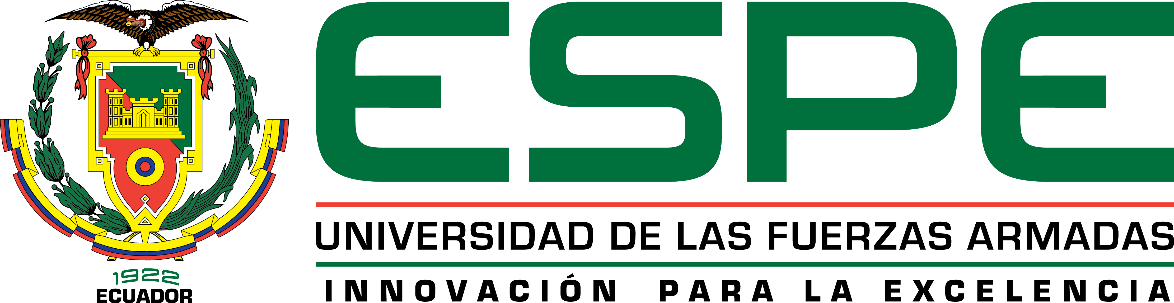 ESPE
UNIVERSIDAD DE LAS FUERZAS ARMADAS
INNOVACIÓN PARA LA EXCELENCIA
1922
ECUADOR